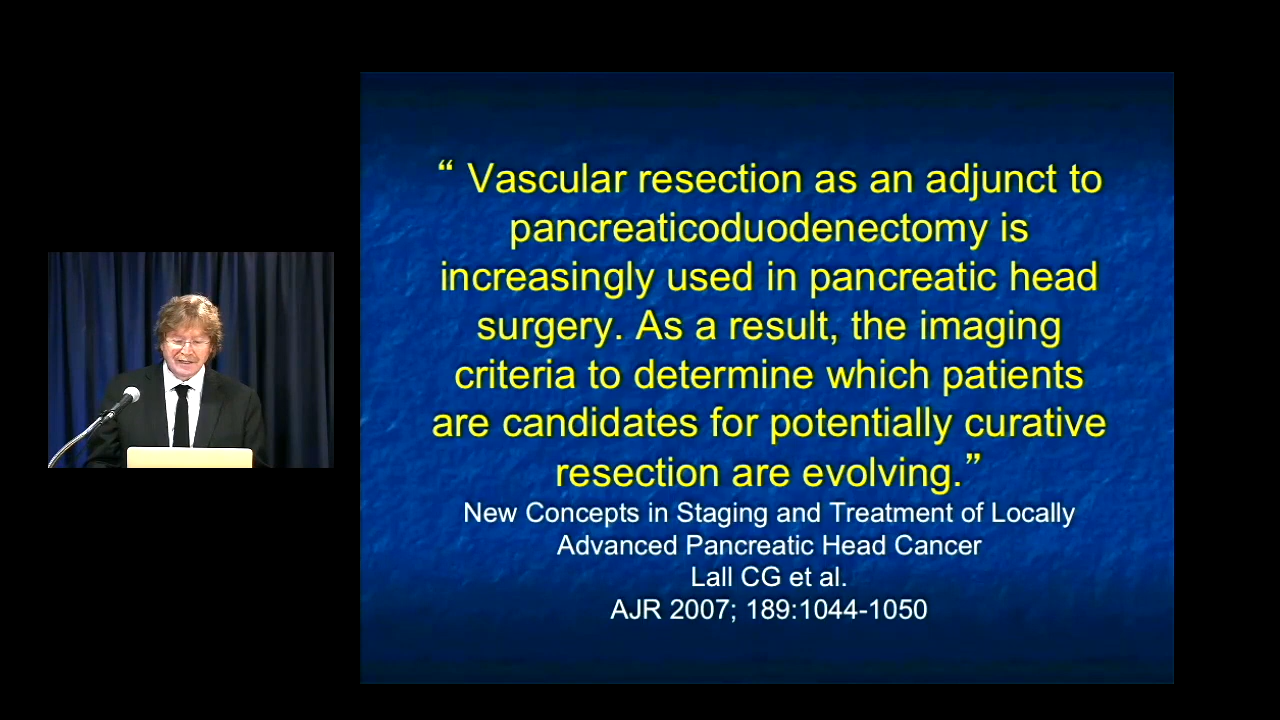 “ Vascular resection as an adjunct to
pancreaticoduodenectomy is
increasingly used in pancreatic head
surgery. As a result, the imaging
criteria to determine which patients
are candidates for potentially curative
resection are evolving.”
New Concepts in Staging and Treatment of Locally
Advanced Pancreatic Head Cancer
Lall CG et al.
AJR 2007; 189:1044-1050